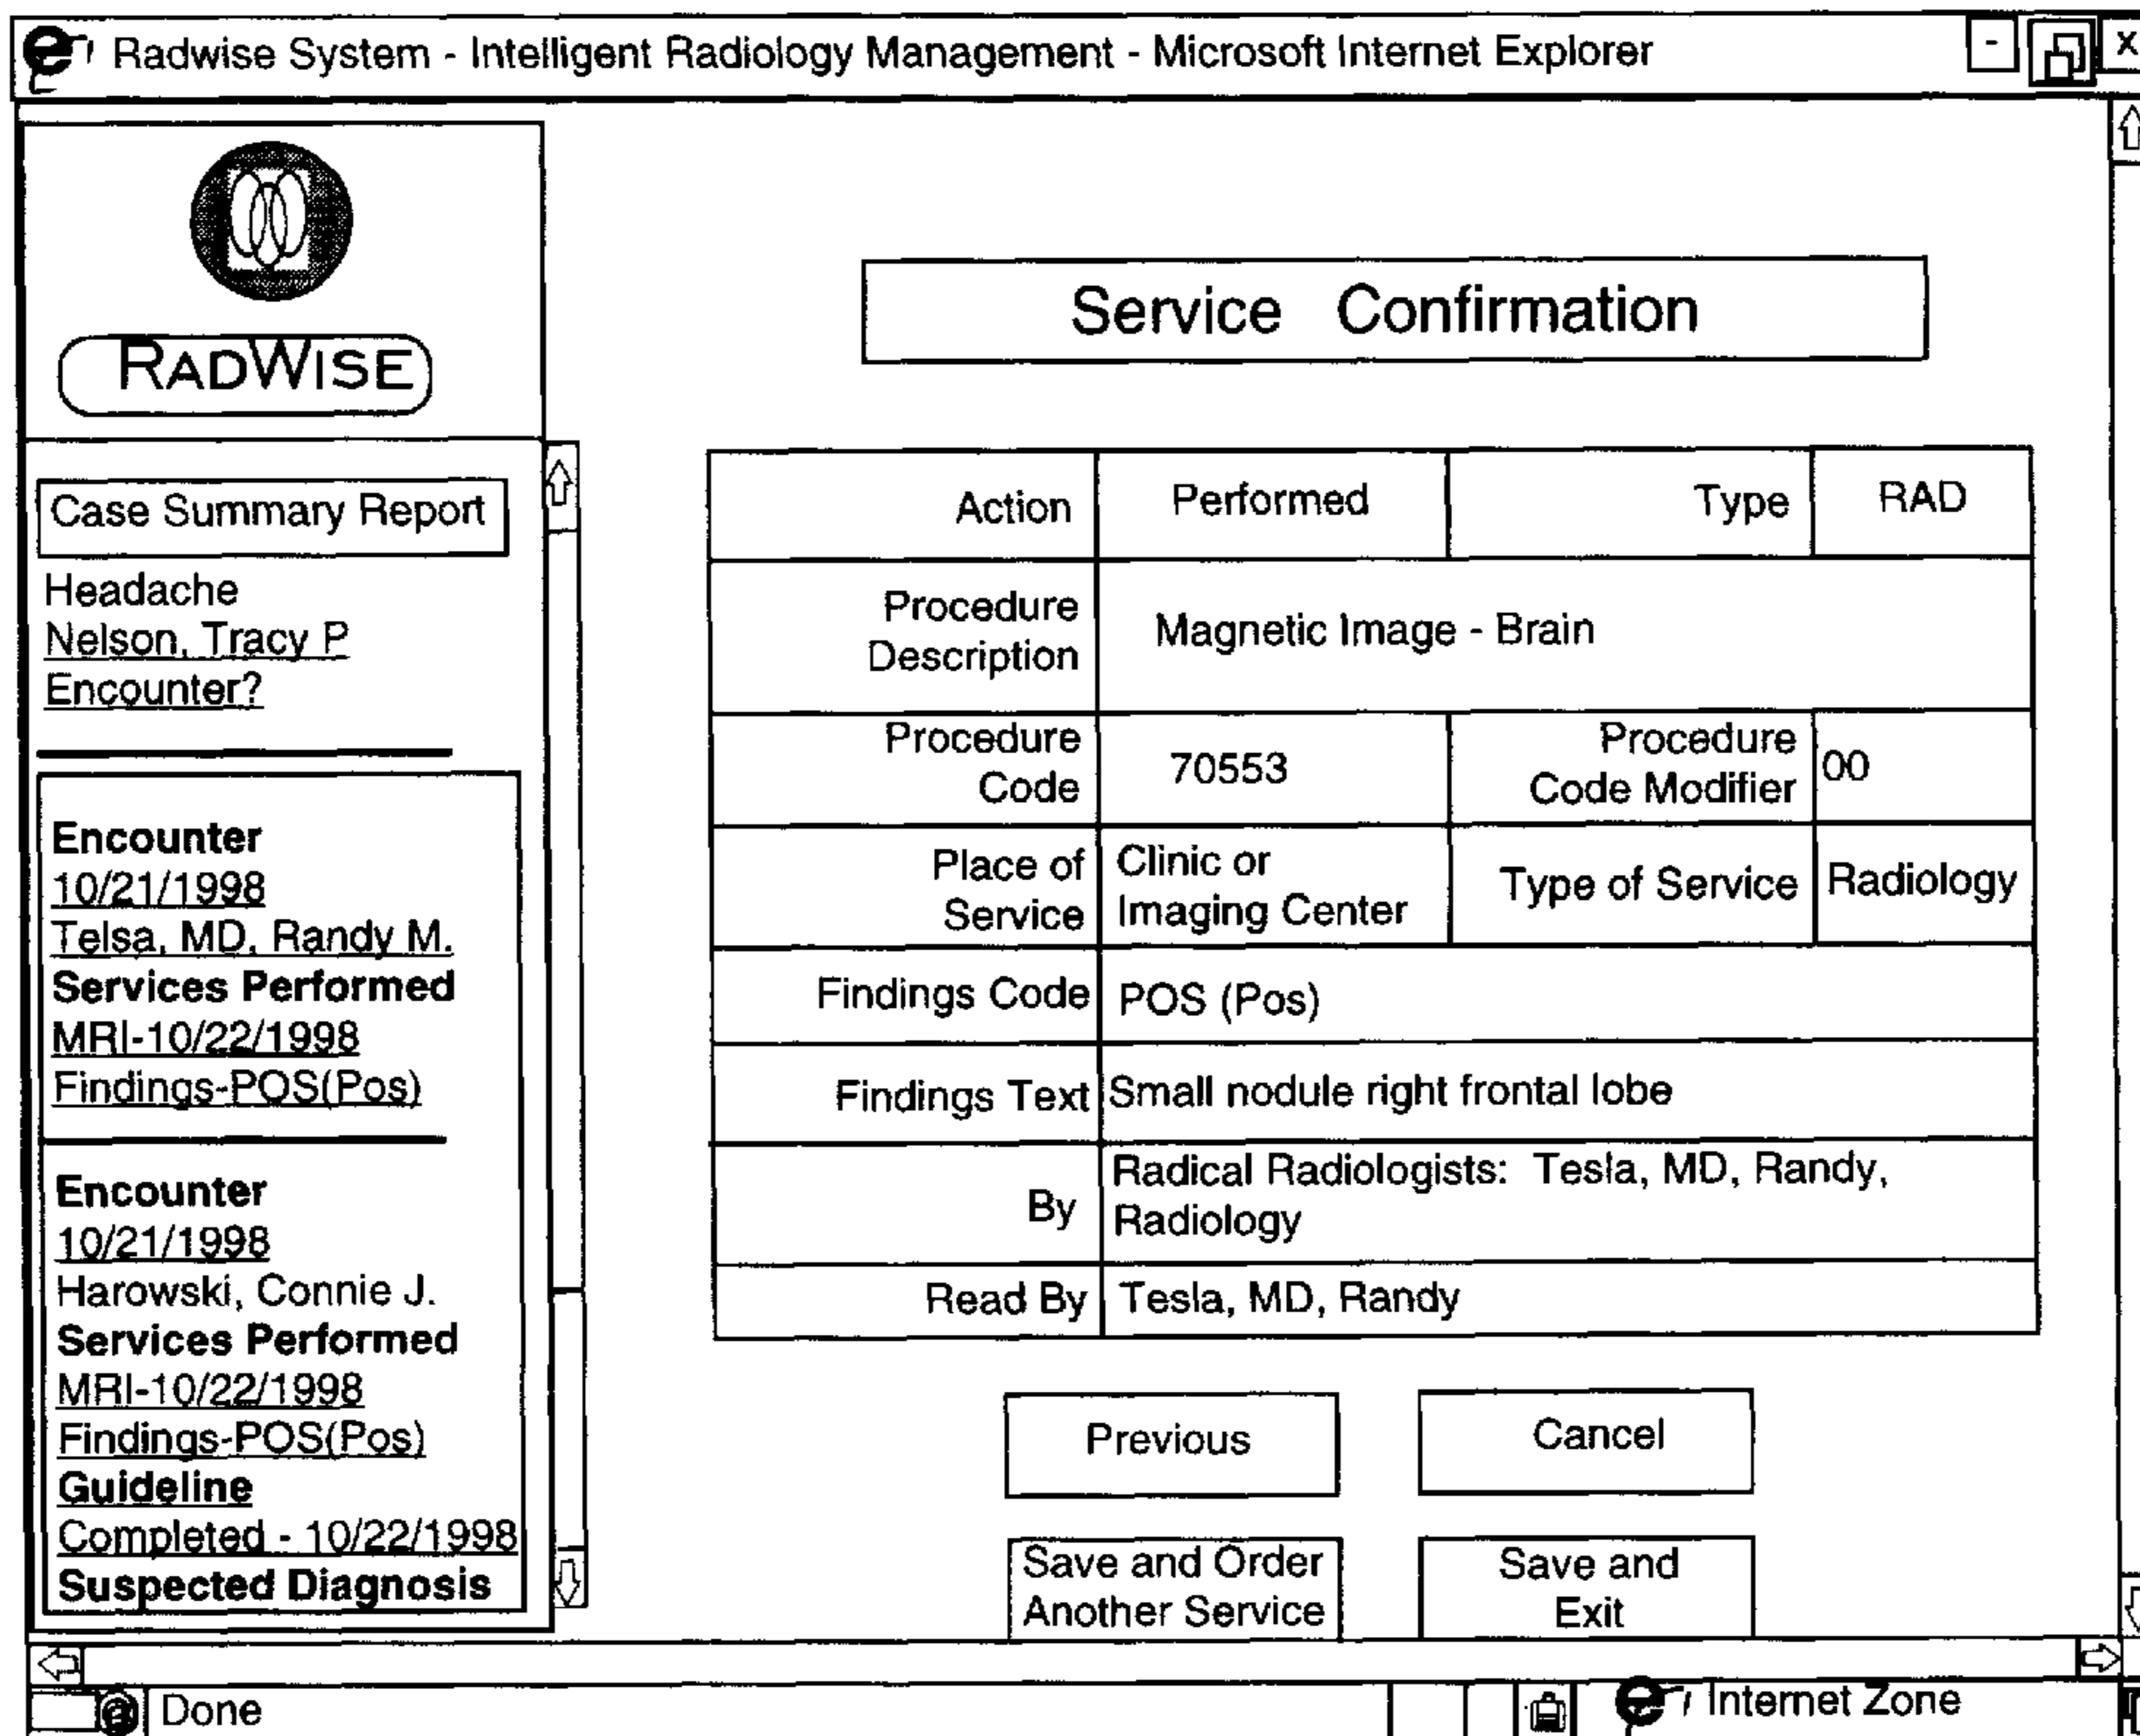 Radwise System - Intelligent Radiology Management - Microsoft Internet Explorer
RADWISE
Case Summary Report
Headache
Nelson, Tracy P
Encounter?
Encounter
10/21/1998
Telsa, MD, Randy M.
Services Performed
MRI-10/22/1998
Findings-POS(Pos)
Encounter
10/21/1998
Harowski, Connie J.
Services Performed
MRI-10/22/1998
Findings-POS(Pos)
Guideline
Completed - 10/22/1998
Suspected Diagnosis
Service Confirmation
Action Performed Type RAD
Procedure
Description
Magnetic Image - Brain
Procedure
Code
70553
Procedure
Code Modifier
00
Place of
Service
Clinic or
Imaging Center
Type of Service Radiology
Findings Code POS (Pos)
Findings Text Small nodule right frontal lobe
By
Radical Radiologists: Tesla, MD, Randy,
Radiology
Read By Tesla, MD, Randy
Previous
Cancel
Save and Order
Another Service
Save and
Exit
Done
Internet Zone